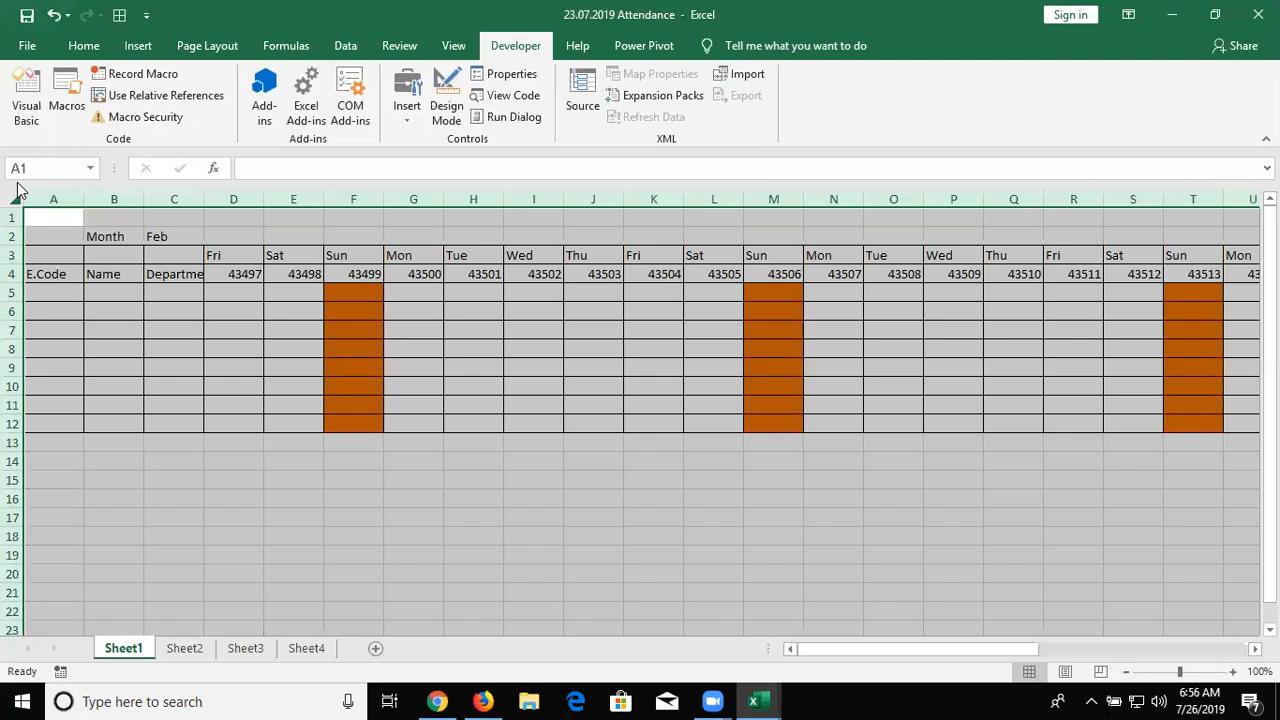 23.07.2019 Attendance - Excel
Sign in
File Home Insert Page Layout Formulas Data Review View Developer Help Power Pivot Tell me what you want to do Share
Visual Basic
Macros
Record Macro
Use Relative References
Macro Security
Code
Add-ins
Excel Add-ins
COM Add-ins
Add-ins
Insert
Design Mode
Properties
View Code
Run Dialog
Controls
Source
Map Properties
Expansion Packs
Refresh Data
Import
Export
XML
A1
fx
A B C D E F G H I J K L M N O P Q R S T U
1
2 Month Feb
3 Fri Sat Sun Mon Tue Wed Thu Fri Sat Sun Mon Tue Wed Thu Fri Sat Sun Mon
4 E.Code Name Departme 43497 43498 43499 43500 43501 43502 43503 43504 43505 43506 43507 43508 43509 43510 43511 43512 43513 43
5
6
7
8
9
10
11
12
13
14
15
16
17
18
19
20
21
22
23
Sheet1 Sheet2 Sheet3 Sheet4
Ready
100%
Type here to search
6:56 AM
7/26/2019
7